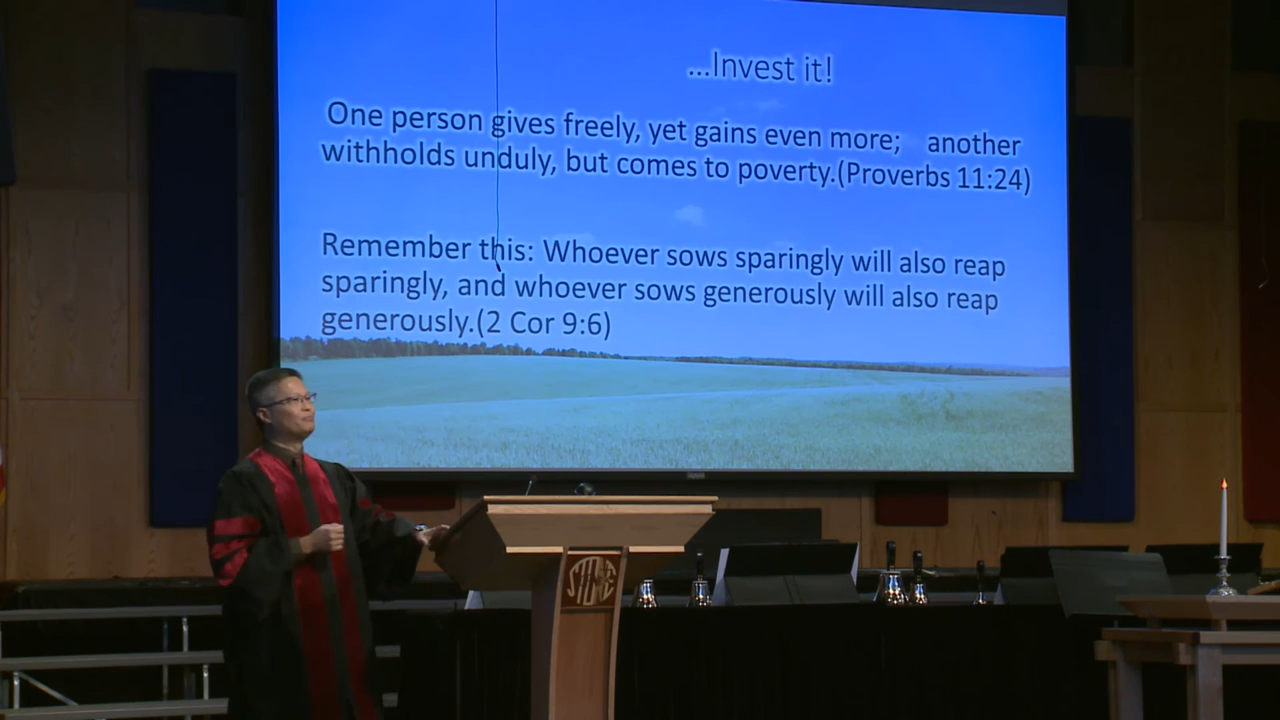 ...Invest it!
One person gives freely, yet gains even more; another
withholds unduly, but comes to poverty.(Proverbs 11:24)
Remember this: Whoever sows sparingly will also reap
sparingly, and whoever sows generously will also reap
generously.(2 Cor 9:6)
STONE